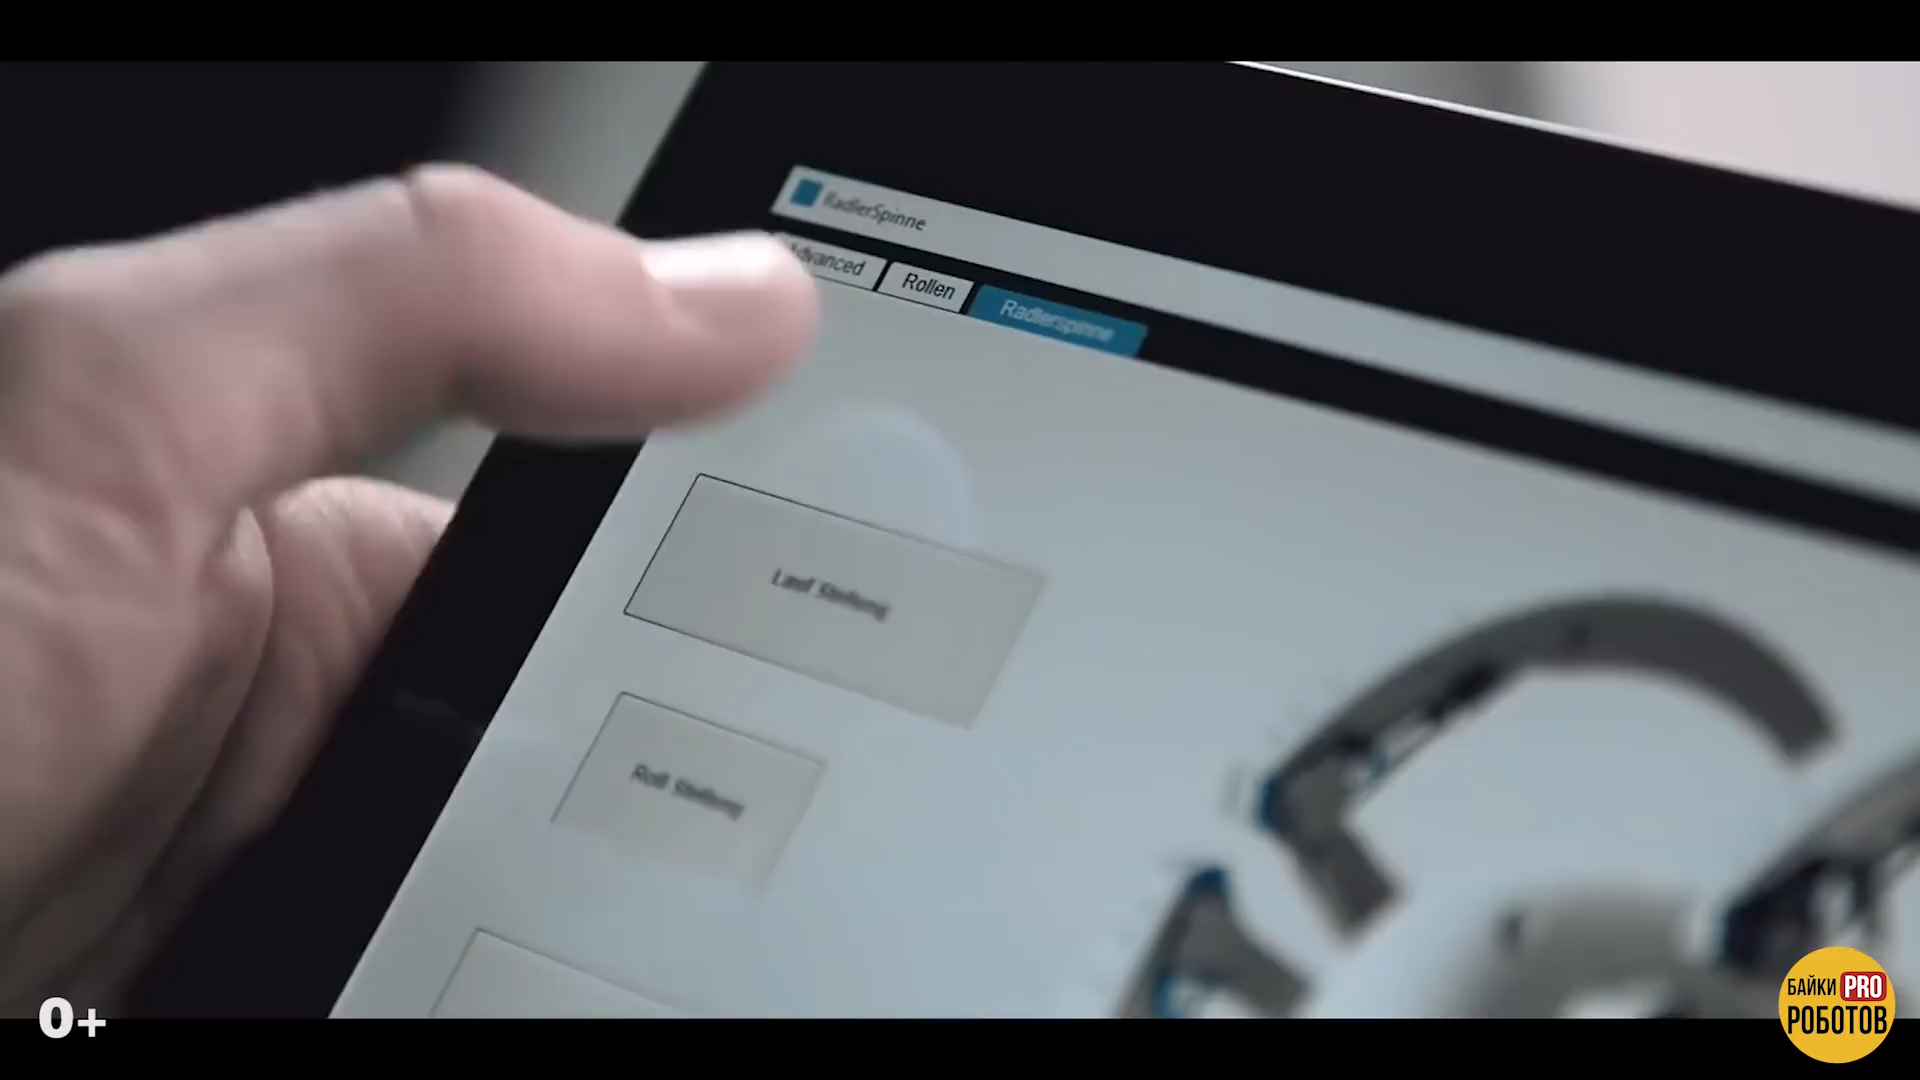 RadlerSpinne
Advanced
Rollen
Radlerspinne
Lauf Stellung
Roll Stellung
0+
БАЙКИ PRO
РОБОТОВ